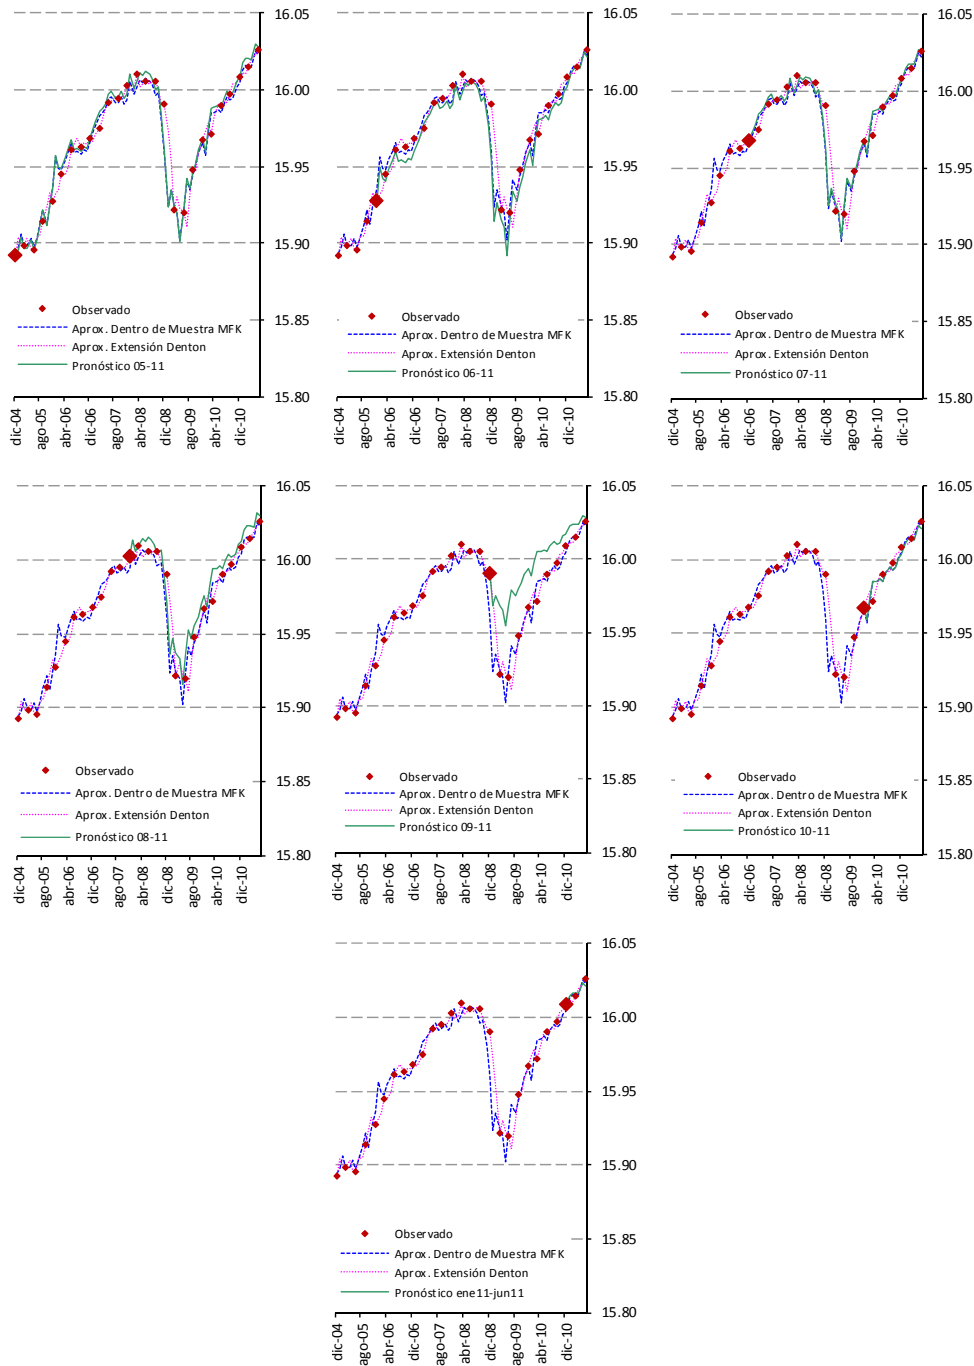 16.05
16.00
15.95
15.90
15.85
15.80
Observado
Aprox. Dentro de Muestra MFK
Aprox. Extensión Denton
Pronóstico 05-11
dic-04
ago-05
abr-06
dic-06
ago-07
abr-08
dic-08
ago-09
abr-10
dic-10
16.05
16.00
15.95
15.90
15.85
15.80
Observado
Aprox. Dentro de Muestra MFK
Aprox. Extensión Denton
Pronóstico 06-11
dic-04
ago-05
abr-06
dic-06
ago-07
abr-08
dic-08
ago-09
abr-10
dic-10
16.05
16.00
15.95
15.90
15.85
15.80
Observado
Aprox. Dentro de Muestra MFK
Aprox. Extensión Denton
Pronóstico 07-11
dic-04
ago-05
abr-06
dic-06
ago-07
abr-08
dic-08
ago-09
abr-10
dic-10
16.05
16.00
15.95
15.90
15.85
15.80
Observado
Aprox. Dentro de Muestra MFK
Aprox. Extensión Denton
Pronóstico 08-11
dic-04
ago-05
abr-06
dic-06
ago-07
abr-08
dic-08
ago-09
abr-10
dic-10
16.05
16.00
15.95
15.90
15.85
15.80
Observado
Aprox. Dentro de Muestra MFK
Aprox. Extensión Denton
Pronóstico 09-11
dic-04
ago-05
abr-06
dic-06
ago-07
abr-08
dic-08
ago-09
abr-10
dic-10
16.05
16.00
15.95
15.90
15.85
15.80
Observado
Aprox. Dentro de Muestra MFK
Aprox. Extensión Denton
Pronóstico 10-11
dic-04
ago-05
abr-06
dic-06
ago-07
abr-08
dic-08
ago-09
abr-10
dic-10
16.05
16.00
15.95
15.90
15.85
15.80
Observado
Aprox. Dentro de Muestra MFK
Aprox. Extensión Denton
Pronóstico ene11-jun11
dic-04
ago-05
abr-06
dic-06
ago-07
abr-08
dic-08
ago-09
abr-10
dic-10